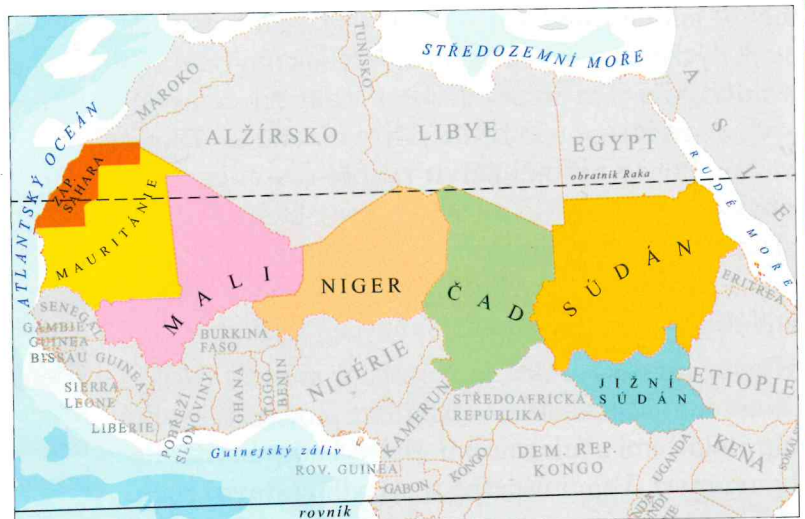 MAROKO
TUNISKO
STŘEDOZEMNÍ MOŘE
ASIE
ATLANTSKÝ OCEÁN
ALŽÍRSKO
LIBYE
EGYPT
obratník Raka
RUDÉ MOŘE
ZÁP.
SAHARA
MAURITÁNIE
MALI
NIGER
ČAD
SÚDÁN
ERITREA
SENEGAL
GAMBIE
GUINEA
BISSAU
GUINEA
BURKINA
FASO
SIERRA
LEONE
LIBÉRIE
POBŘEŽÍ
SLONOVINY
GHANA
TOGO
BENIN
NIGÉRIE
KAMERUN
STŘEDOAFRICKÁ
REPUBLIKA
JIŽNÍ
SÚDÁN
ETIOPIE
Guinejský záliv
ROV. GUINEA
GABON
KONGO
DEM. REP.
KONGO
UGANDA
KEŇA
rovník